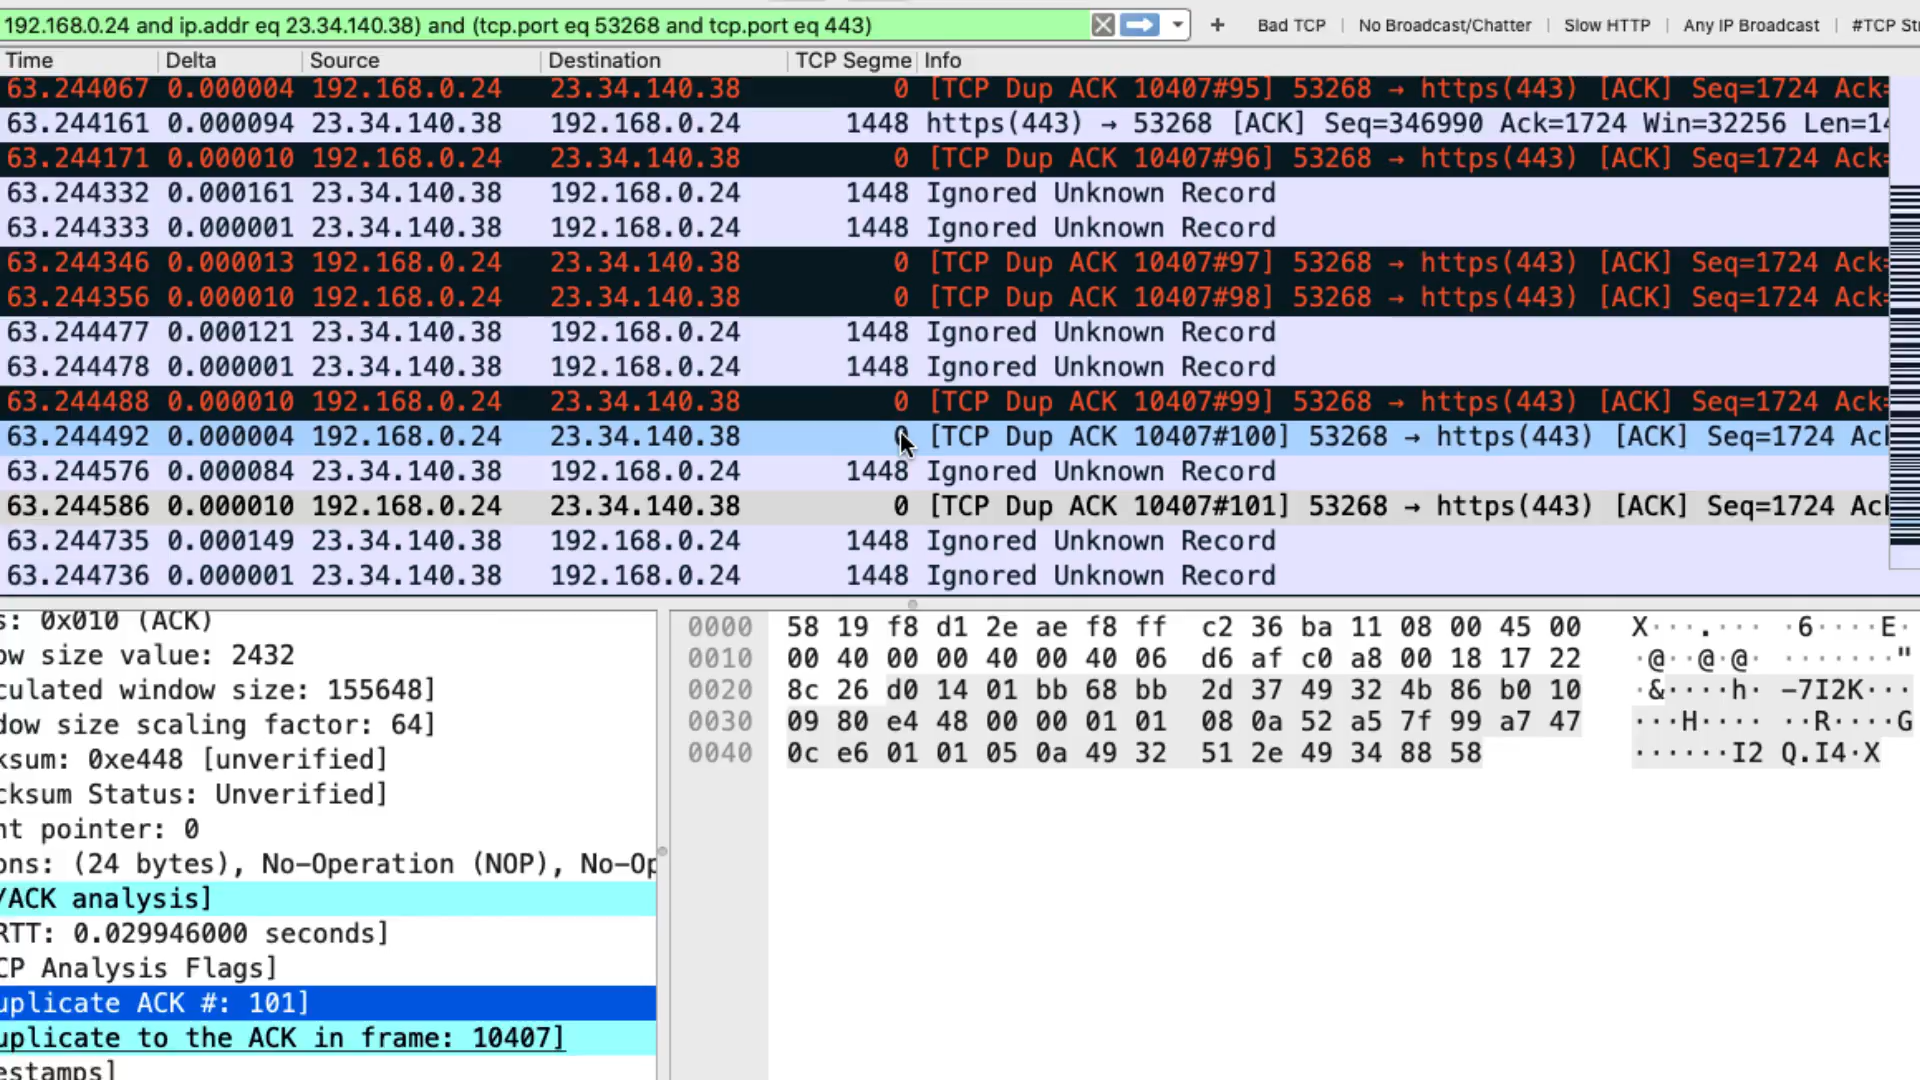 192.168.0.24 and ip.addr eq 23.34.140.38) and (tcp.port eq 53268 and tcp.port eq 443) + Bad TCP | No Broadcast/Chatter | Slow HTTP | Any IP Broadcast | #TCP St
Time Delta Source Destination TCP Segme Info
63.244067 0.000004 192.168.0.24 23.34.140.38 0 [TCP Dup ACK 10407#95] 53268 → https(443) [ACK] Seq=1724 Ack=
63.244161 0.000094 23.34.140.38 192.168.0.24 1448 https(443) → 53268 [ACK] Seq=346990 Ack=1724 Win=32256 Len=14
63.244171 0.000010 192.168.0.24 23.34.140.38 0 [TCP Dup ACK 10407#96] 53268 → https(443) [ACK] Seq=1724 Ack=
63.244332 0.000161 23.34.140.38 192.168.0.24 1448 Ignored Unknown Record
63.244333 0.000001 23.34.140.38 192.168.0.24 1448 Ignored Unknown Record
63.244346 0.000013 192.168.0.24 23.34.140.38 0 [TCP Dup ACK 10407#97] 53268 → https(443) [ACK] Seq=1724 Ack=
63.244356 0.000010 192.168.0.24 23.34.140.38 0 [TCP Dup ACK 10407#98] 53268 → https(443) [ACK] Seq=1724 Ack=
63.244477 0.000121 23.34.140.38 192.168.0.24 1448 Ignored Unknown Record
63.244478 0.000001 23.34.140.38 192.168.0.24 1448 Ignored Unknown Record
63.244488 0.000010 192.168.0.24 23.34.140.38 0 [TCP Dup ACK 10407#99] 53268 → https(443) [ACK] Seq=1724 Ack=
63.244492 0.000004 192.168.0.24 23.34.140.38 0 [TCP Dup ACK 10407#100] 53268 → https(443) [ACK] Seq=1724 Ack
63.244576 0.000084 23.34.140.38 192.168.0.24 1448 Ignored Unknown Record
63.244586 0.000010 192.168.0.24 23.34.140.38 0 [TCP Dup ACK 10407#101] 53268 → https(443) [ACK] Seq=1724 Ack
63.244735 0.000149 23.34.140.38 192.168.0.24 1448 Ignored Unknown Record
63.244736 0.000001 23.34.140.38 192.168.0.24 1448 Ignored Unknown Record
s: 0x010 (ACK)
ow size value: 2432
culated window size: 155648]
dow size scaling factor: 64]
ksum: 0xe448 [unverified]
cksum Status: Unverified]
nt pointer: 0
ons: (24 bytes), No-Operation (NOP), No-Op
/ACK analysis]
RTT: 0.029946000 seconds]
CP Analysis Flags]
uplicate ACK #: 101]
uplicate to the ACK in frame: 10407]
estamps]
0000 58 19 f8 d1 2e ae f8 ff c2 36 ba 11 08 00 45 00 X···.··· ·6····E·
0010 00 40 00 00 40 00 40 06 d6 af c0 a8 00 18 17 22 ·@··@·@· ·······"
0020 8c 26 d0 14 01 bb 68 bb 2d 37 49 32 4b 86 b0 10 ·&····h· -7I2K···
0030 09 80 e4 48 00 00 01 01 08 0a 52 a5 7f 99 a7 47 ···H···· ··R····G
0040 0c e6 01 01 05 0a 49 32 51 2e 49 34 88 58 ······I2 Q.I4·X